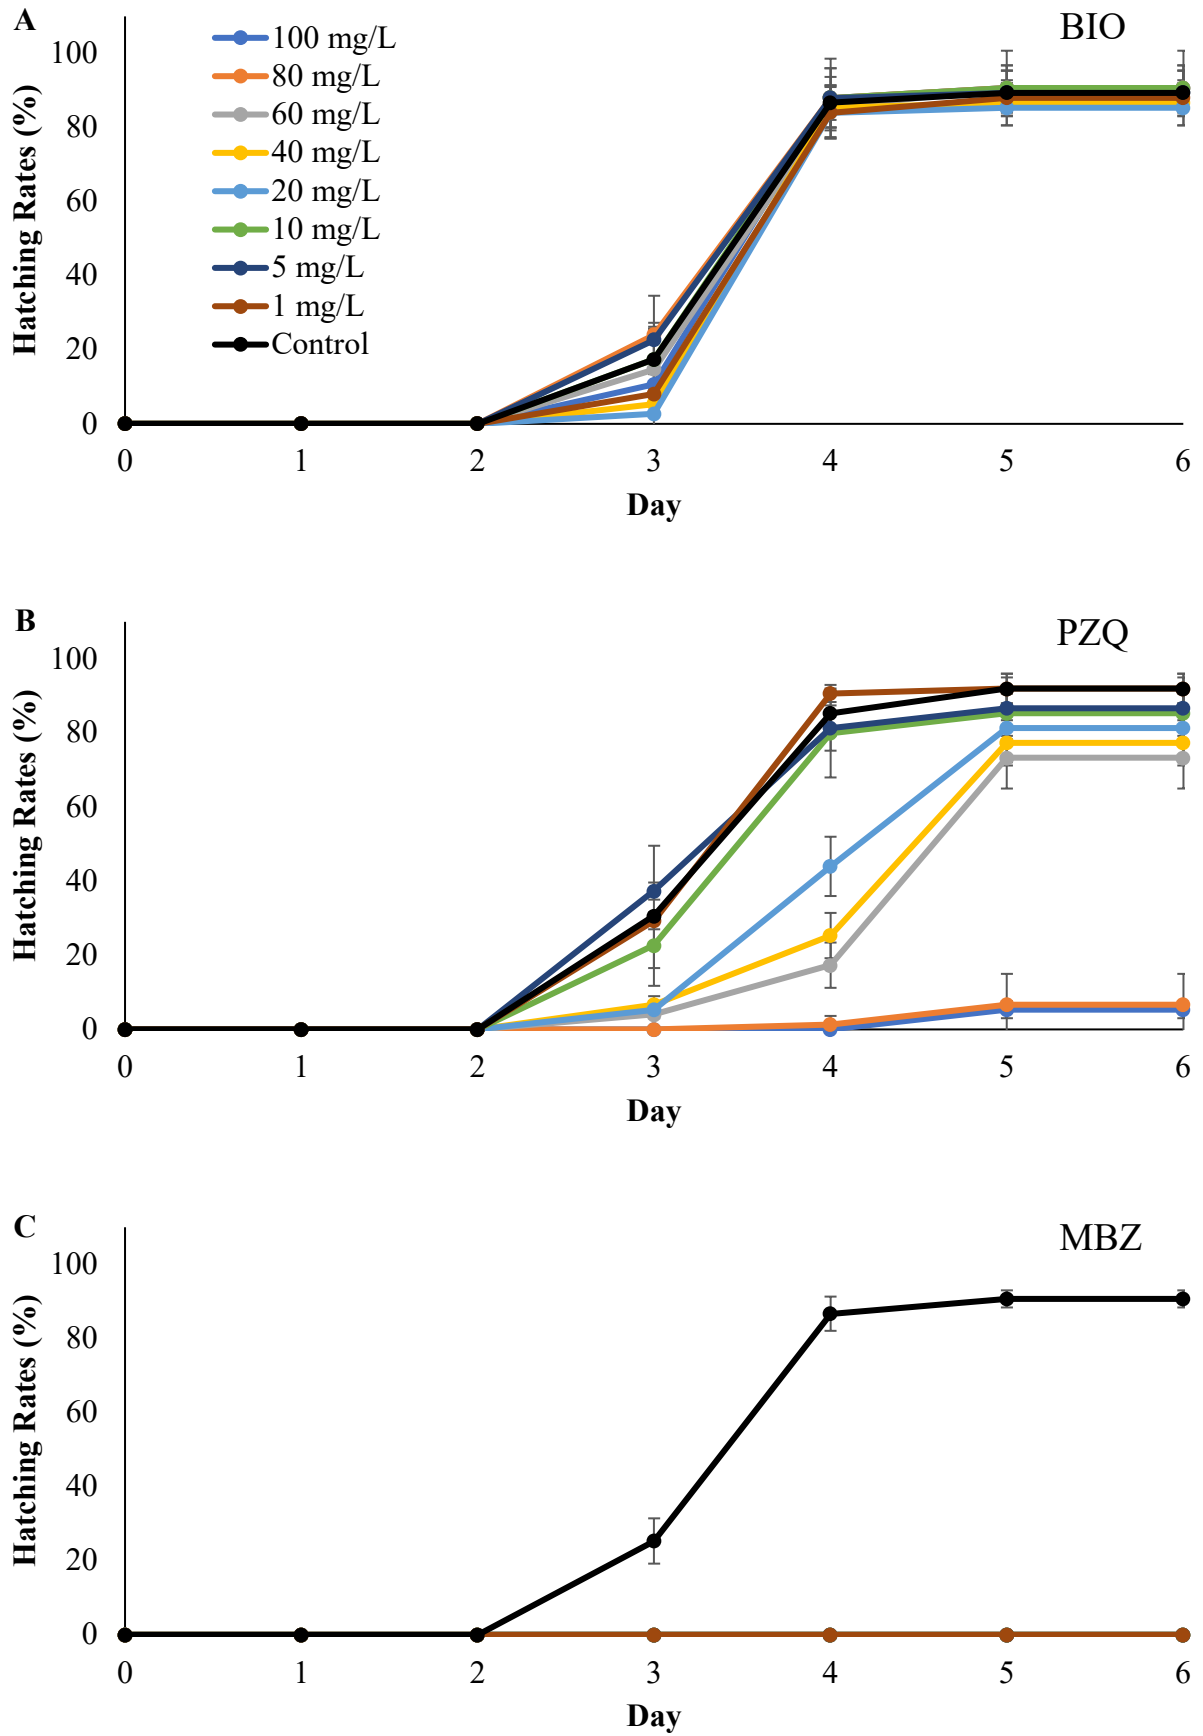 A
BIO
100 mg/L
80 mg/L
60 mg/L
40 mg/L
20 mg/L
10 mg/L
5 mg/L
1 mg/L
Control
Hatching Rates (%)
100
80
60
40
20
0
0 1 2 3 4 5 6
Day
B
PZQ
Hatching Rates (%)
100
80
60
40
20
0
0 1 2 3 4 5 6
Day
C
MBZ
Hatching Rates (%)
100
80
60
40
20
0
0 1 2 3 4 5 6
Day